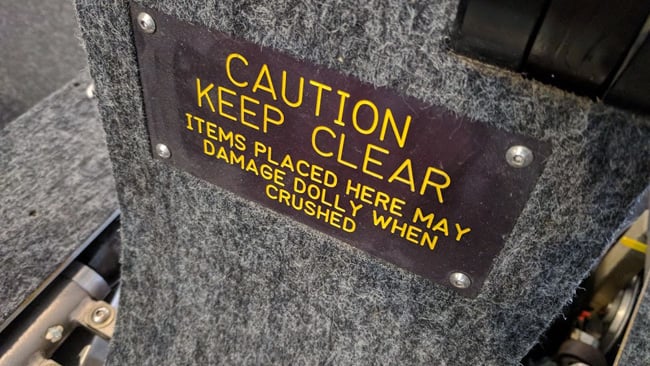 CAUTION
KEEP CLEAR
ITEMS PLACED HERE MAY
DAMAGE DOLLY WHEN
CRUSHED